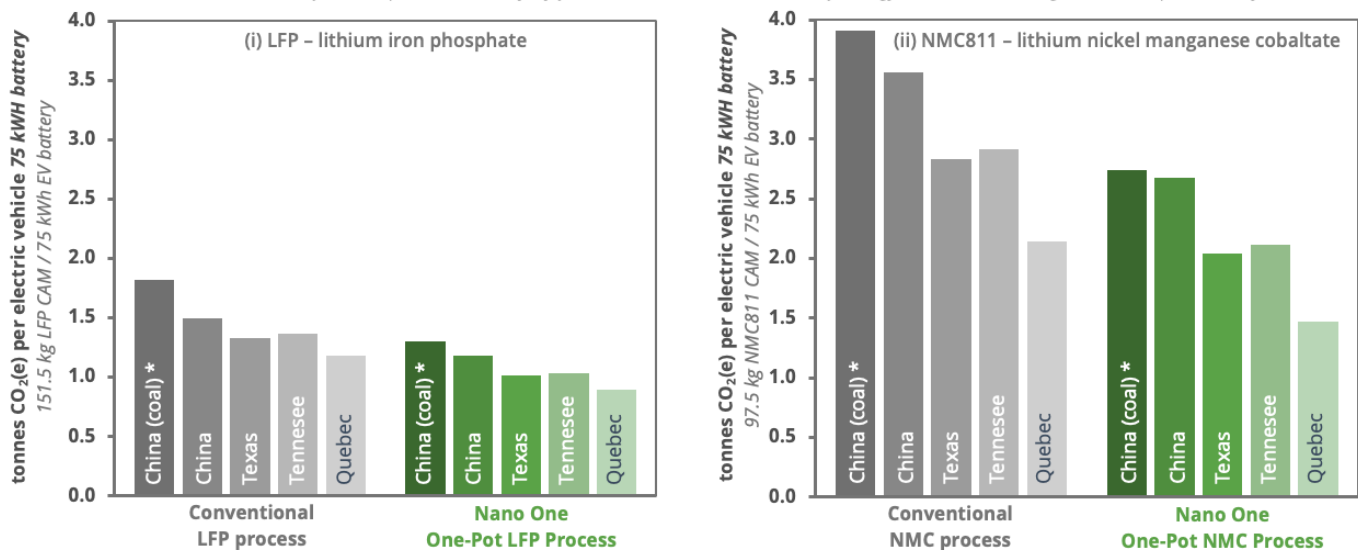 tonnes CO₂(e) per electric vehicle 75 kWH battery
151.5 kg LFP CAM / 75 kWh EV battery
4.0
3.5
3.0
2.5
2.0
1.5
1.0
0.5
0.0
(i) LFP – lithium iron phosphate
China (coal) *
China
Texas
Tennesee
Quebec
China (coal) *
China
Texas
Tennesee
Quebec
Conventional
LFP process
Nano One
One-Pot LFP Process
tonnes CO₂(e) per electric vehicle 75 kWH battery
97.5 kg NMC811 CAM / 75 kWh EV battery
4.0
3.5
3.0
2.5
2.0
1.5
1.0
0.5
0.0
(ii) NMC811 – lithium nickel manganese cobaltate
China (coal) *
China
Texas
Tennesee
Quebec
China (coal) *
China
Texas
Tennesee
Quebec
Conventional
NMC process
Nano One
One-Pot NMC Process